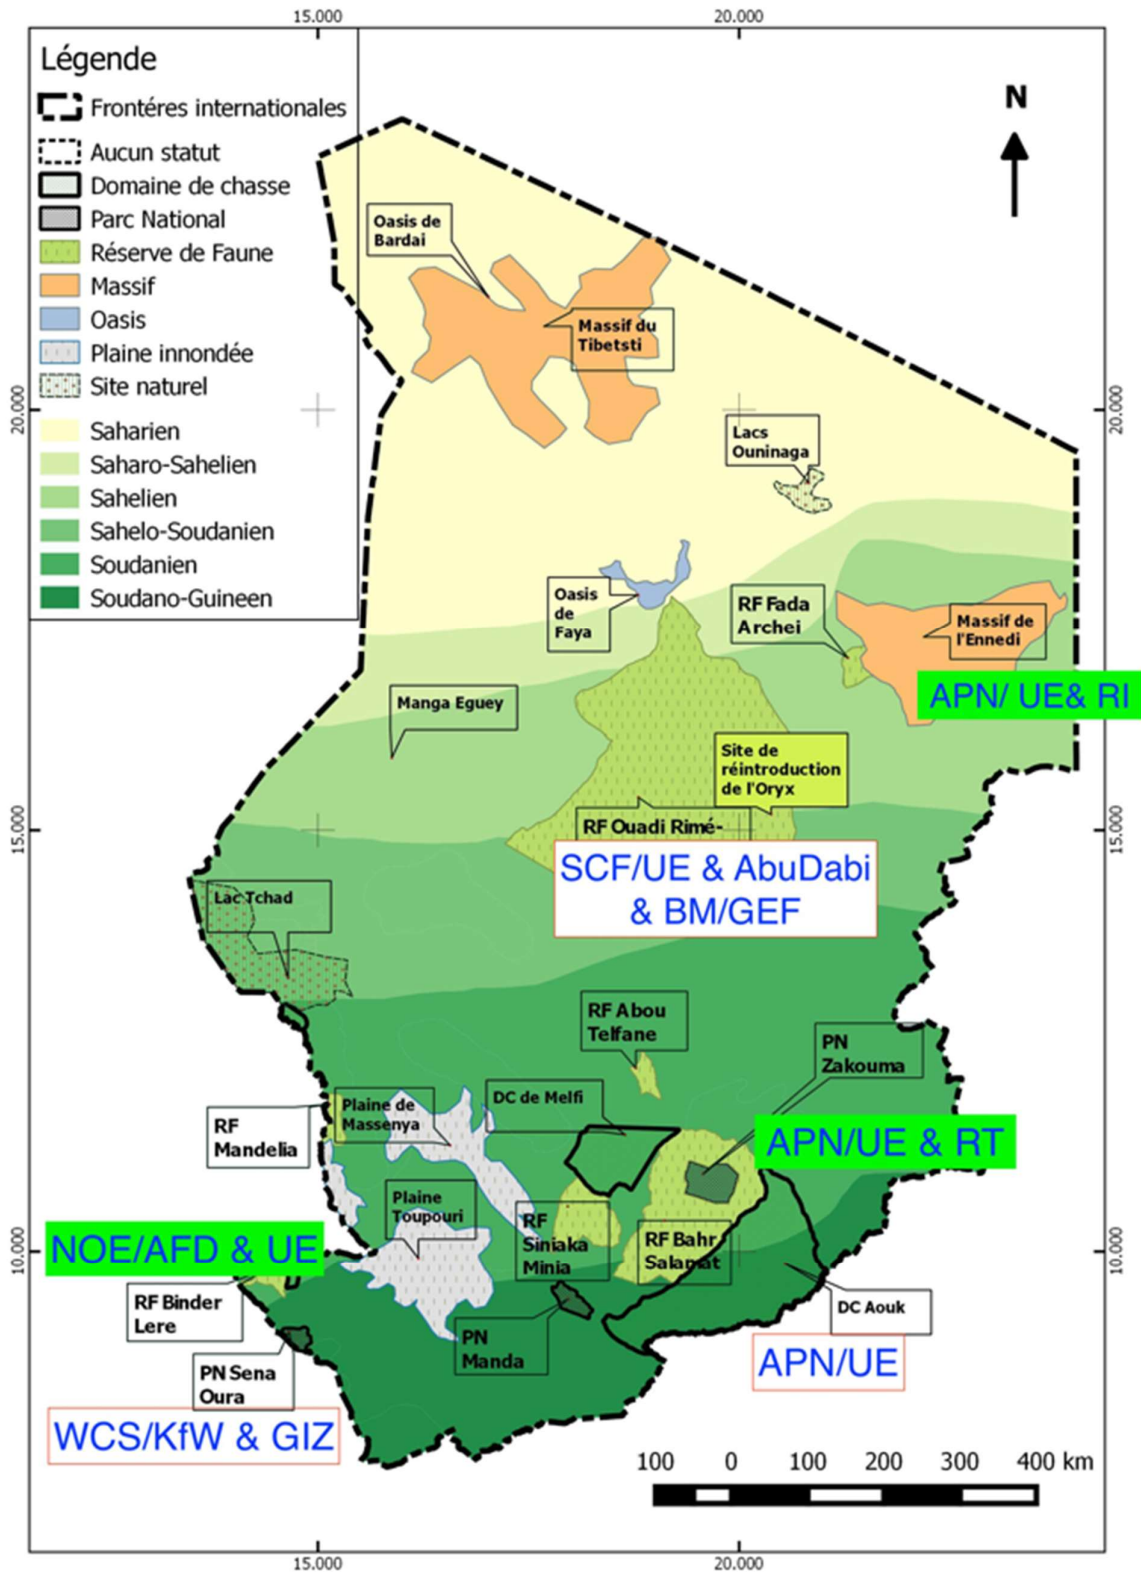 15.000
20.000
Légende
Frontéres internationales
Aucun statut
Domaine de chasse
Parc National
Réserve de Faune
Massif
Oasis
Plaine innondée
Site naturel
Saharien
Saharo-Sahelien
Sahelien
Sahelo-Soudanien
Soudanien
Soudano-Guineen
N
Oasis de
Bardai
Massif du
Tibetsti
20.000
20.000
Lacs
Ouninaga
Oasis
de
Faya
RF Fada
Archei
Massif de
l'Ennedi
APN/ UE& RI
Manga Eguey
Site de
réintroduction
de l'Oryx
15.000
15.000
RF Ouadi Rimé-
SCF/UE & AbuDabi
& BM/GEF
Lac Tchad
RF Abou
Telfane
PN
Zakouma
DC de Melfi
Plaine de
Massenya
RF
Mandelia
APN/UE & RT
Plaine
Toupouri
RF
Siniaka
Minia
RF Bahr
Salamat
10.000
10.000
NOE/AFD & UE
RF Binder
Lere
DC Aouk
PN
Manda
PN Sena
Oura
APN/UE
WCS/KfW & GIZ
100 0 100 200 300 400 km
15.000
20.000